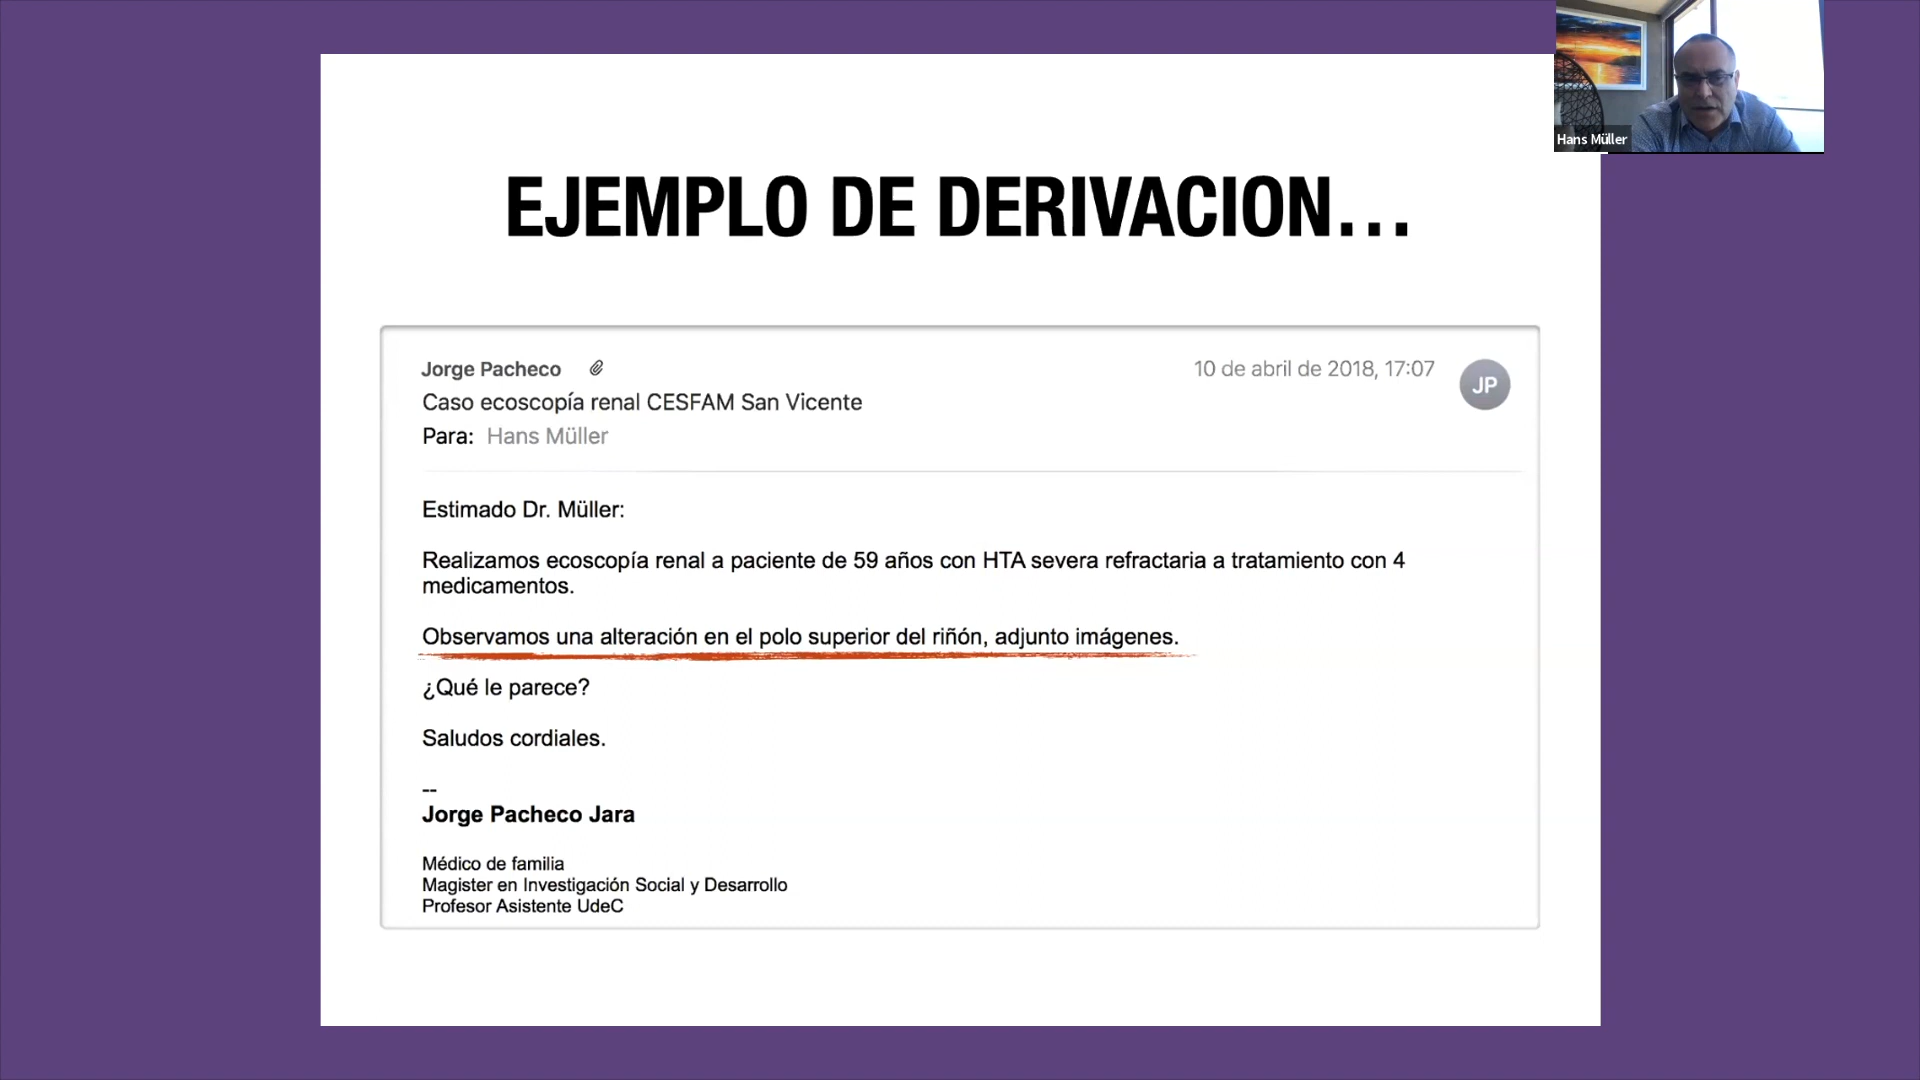 Hans Müller
EJEMPLO DE DERIVACION...
Jorge Pacheco
10 de abril de 2018, 17:07
JP
Caso ecoscopía renal CESFAM San Vicente
Para: Hans Müller
Estimado Dr. Müller:
Realizamos ecoscopía renal a paciente de 59 años con HTA severa refractaria a tratamiento con 4
medicamentos.
Observamos una alteración en el polo superior del riñón, adjunto imágenes.
¿Qué le parece?
Saludos cordiales.
--
Jorge Pacheco Jara
Médico de familia
Magister en Investigación Social y Desarrollo
Profesor Asistente UdeC